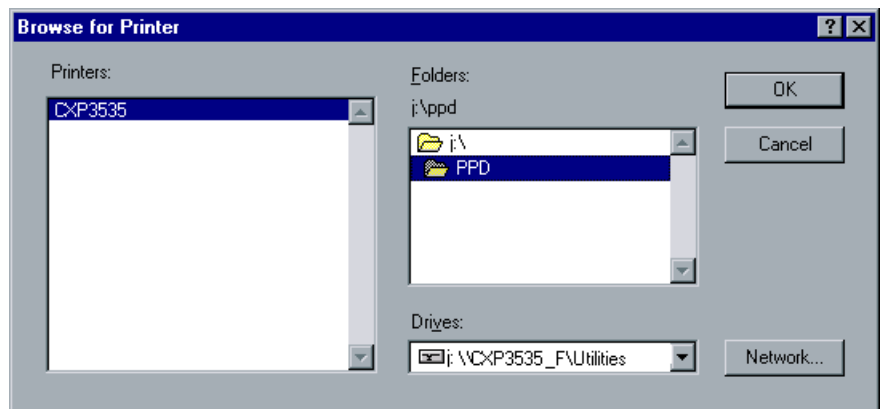 Browse for Printer
Printers:
CXP3535
Folders:
j:\ppd
j:\
PPD
Drives:
j: \\CXP3535_F\Utilities
OK
Cancel
Network...